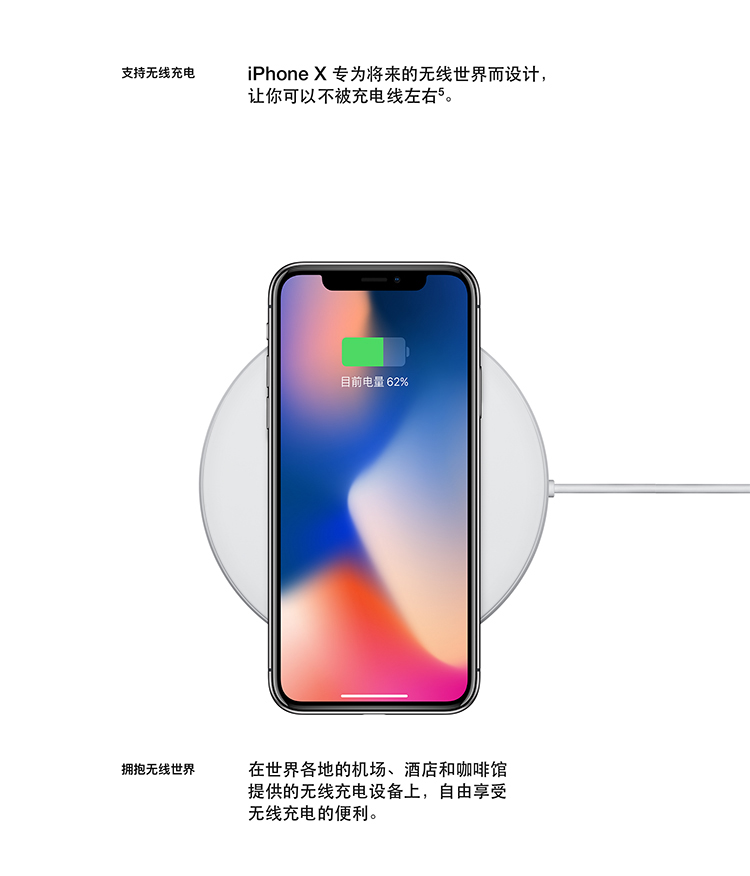 支持无线充电
iPhone X 专为将来的无线世界而设计，
让你可以不被充电线左右⁵。
目前电量 62%
拥抱无线世界
在世界各地的机场、酒店和咖啡馆
提供的无线充电设备上，自由享受
无线充电的便利。